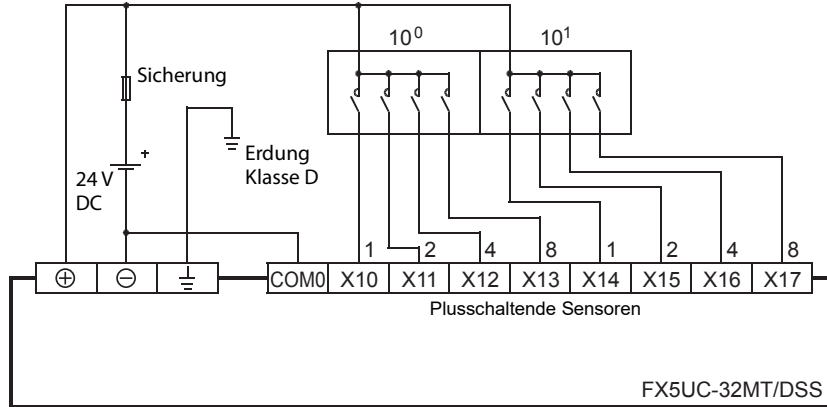 10⁰ 10¹
Sicherung
+
Erdung
Klasse D
24 V
DC
1 2 4 8 1 2 4 8
⊕ ⊖ ⏚ COM0 X10 X11 X12 X13 X14 X15 X16 X17
Plusschaltende Sensoren
FX5UC-32MT/DSS